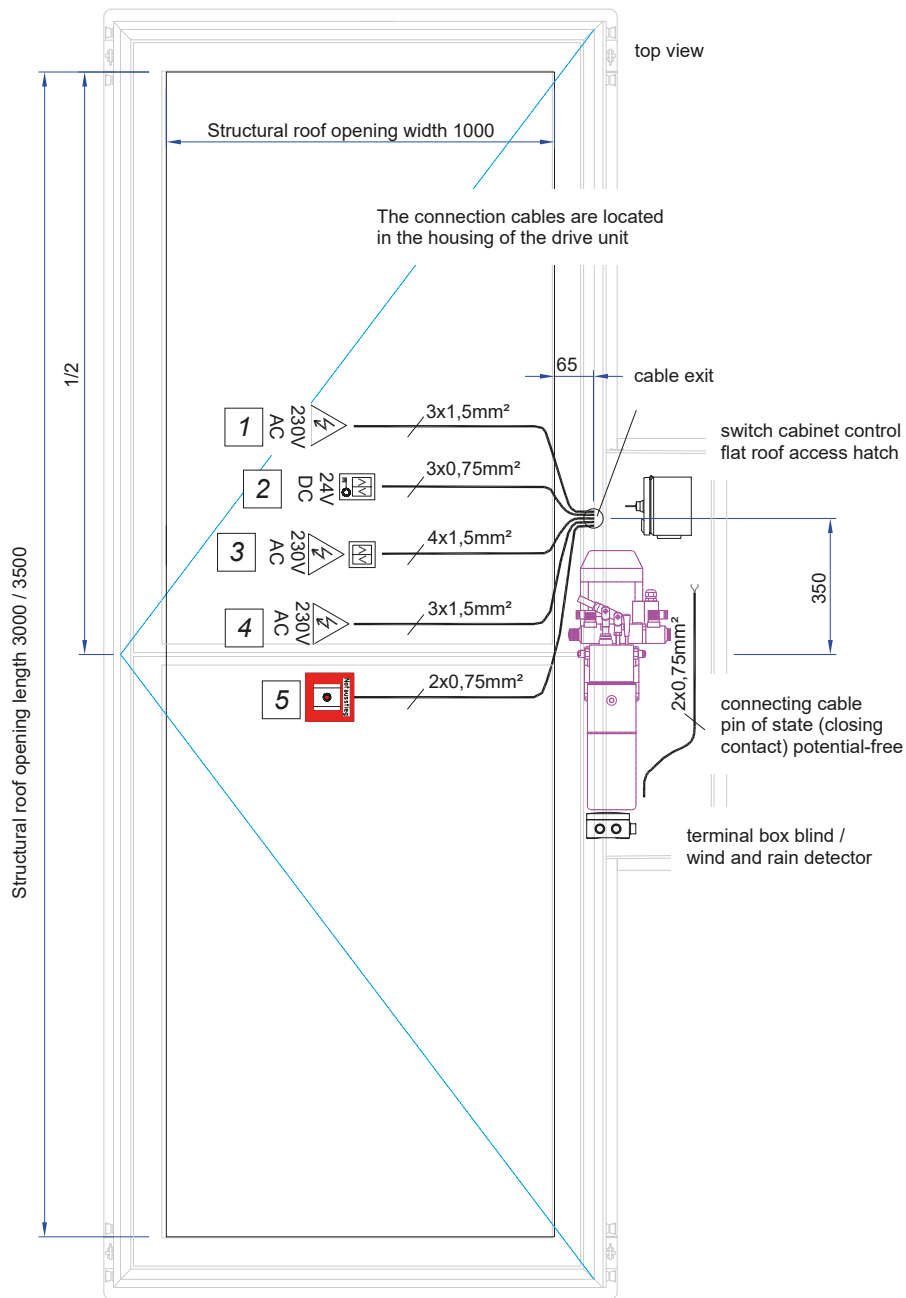 top view
Structural roof opening width 1000
The connection cables are located
in the housing of the drive unit
1/2
65
cable exit
1
230V
AC
3x1,5mm²
switch cabinet control
flat roof access hatch
2
24V
DC
3x0,75mm²
3
230V
AC
4x1,5mm²
350
4
230V
AC
3x1,5mm²
Structural roof opening length 3000 / 3500
5
Notausstieg
2x0,75mm²
2x0,75mm²
connecting cable
pin of state (closing
contact) potential-free
terminal box blind /
wind and rain detector